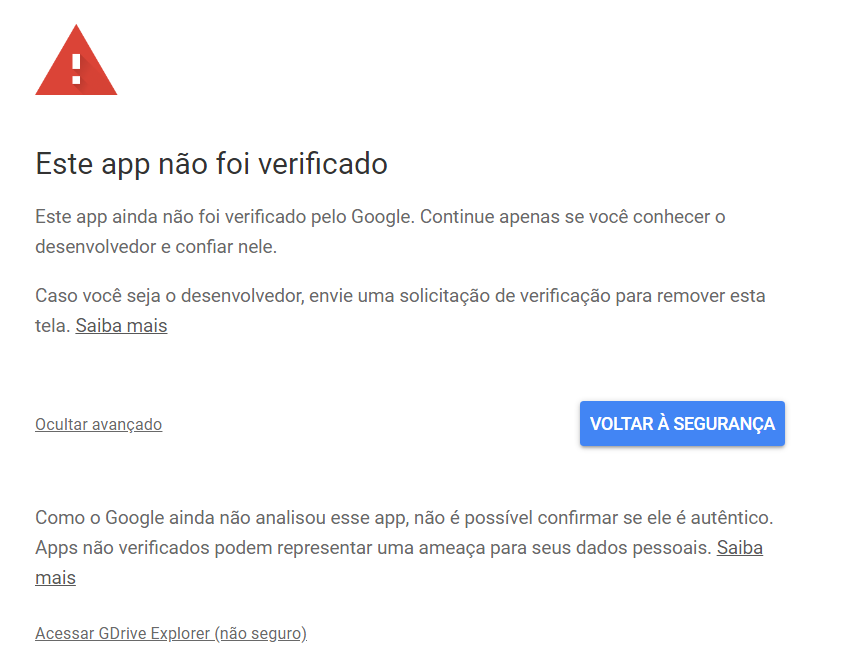 Este app não foi verificado
Este app ainda não foi verificado pelo Google. Continue apenas se você conhecer o
desenvolvedor e confiar nele.
Caso você seja o desenvolvedor, envie uma solicitação de verificação para remover esta
tela. Saiba mais
Ocultar avançado
VOLTAR À SEGURANÇA
Como o Google ainda não analisou esse app, não é possível confirmar se ele é autêntico.
Apps não verificados podem representar uma ameaça para seus dados pessoais. Saiba
mais
Acessar GDrive Explorer (não seguro)